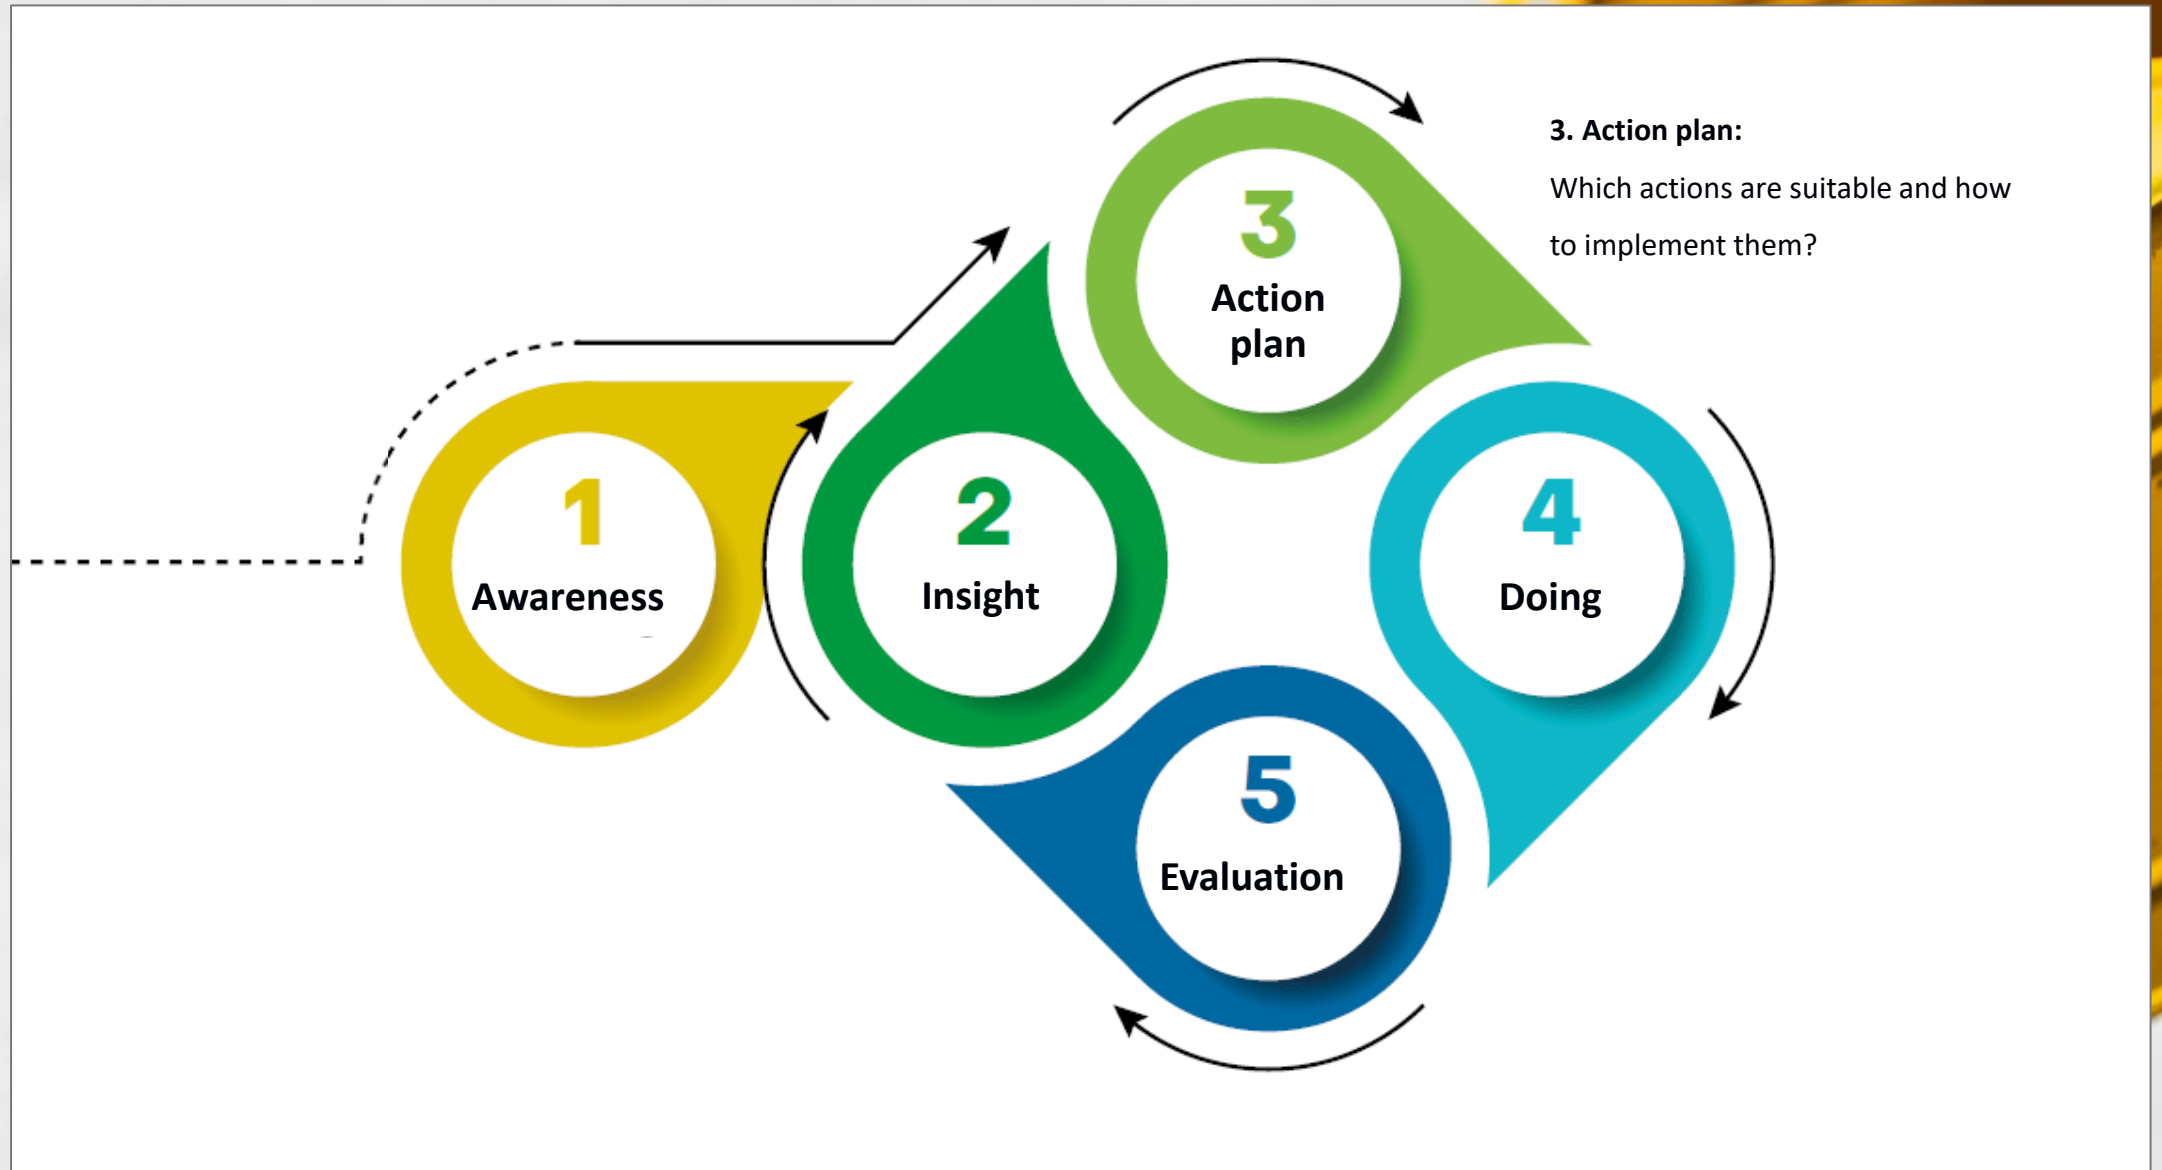 3
Action
plan
3. Action plan:
Which actions are suitable and how
to implement them?
1
Awareness
2
Insight
4
Doing
5
Evaluation